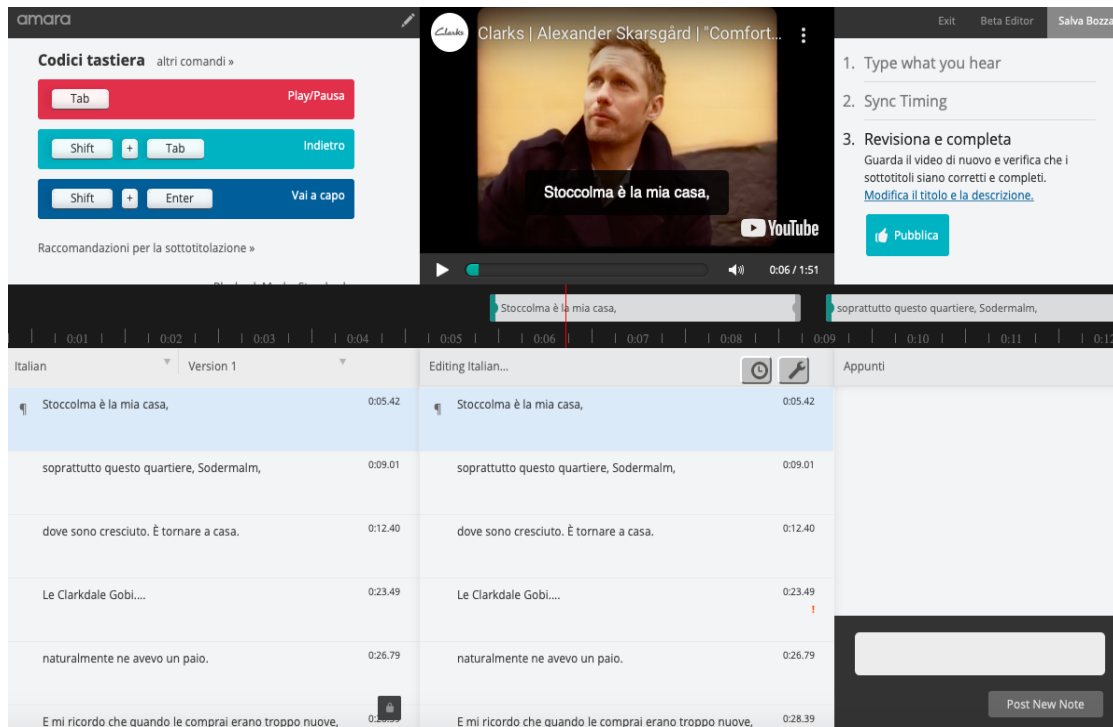 amara
Codici tastiera altri comandi »
Tab Play/Pausa
Shift + Tab Indietro
Shift + Enter Vai a capo
Raccomandazioni per la sottotitolazione »
Clarks
Clarks | Alexander Skarsgård | "Comfort...
Stoccolma è la mia casa,
YouTube
0:06 / 1:51
Exit Beta Editor Salva Bozza
1. Type what you hear
2. Sync Timing
3. Revisiona e completa
Guarda il video di nuovo e verifica che i
sottotitoli siano corretti e completi.
Modifica il titolo e la descrizione.
Pubblica
Stoccolma è la mia casa, soprattutto questo quartiere, Sodermalm,
0:01 0:02 0:03 0:04 0:05 0:06 0:07 0:08 0:09 0:10 0:11 0:12
Italian Version 1
¶ Stoccolma è la mia casa, 0:05.42
soprattutto questo quartiere, Sodermalm, 0:09.01
dove sono cresciuto. È tornare a casa. 0:12.40
Le Clarkdale Gobi.... 0:23.49
naturalmente ne avevo un paio. 0:26.79
E mi ricordo che quando le comprai erano troppo nuove,
Editing Italian...
¶ Stoccolma è la mia casa, 0:05.42
soprattutto questo quartiere, Sodermalm, 0:09.01
dove sono cresciuto. È tornare a casa. 0:12.40
Le Clarkdale Gobi.... 0:23.49
!
naturalmente ne avevo un paio. 0:26.79
E mi ricordo che quando le comprai erano troppo nuove, 0:28.39
Appunti
Post New Note